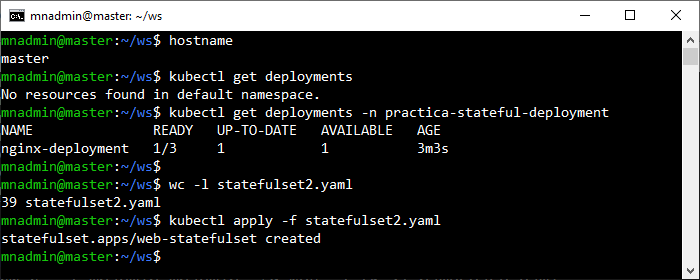 mnadmin@master: ~/ws
mnadmin@master:~/ws$ hostname
master
mnadmin@master:~/ws$ kubectl get deployments
No resources found in default namespace.
mnadmin@master:~/ws$ kubectl get deployments -n practica-stateful-deployment
NAME                READY   UP-TO-DATE   AVAILABLE   AGE
nginx-deployment   1/3     1            1           3m3s
mnadmin@master:~/ws$
mnadmin@master:~/ws$ wc -l statefulset2.yaml
39 statefulset2.yaml
mnadmin@master:~/ws$ kubectl apply -f statefulset2.yaml
statefulset.apps/web-statefulset created
mnadmin@master:~/ws$